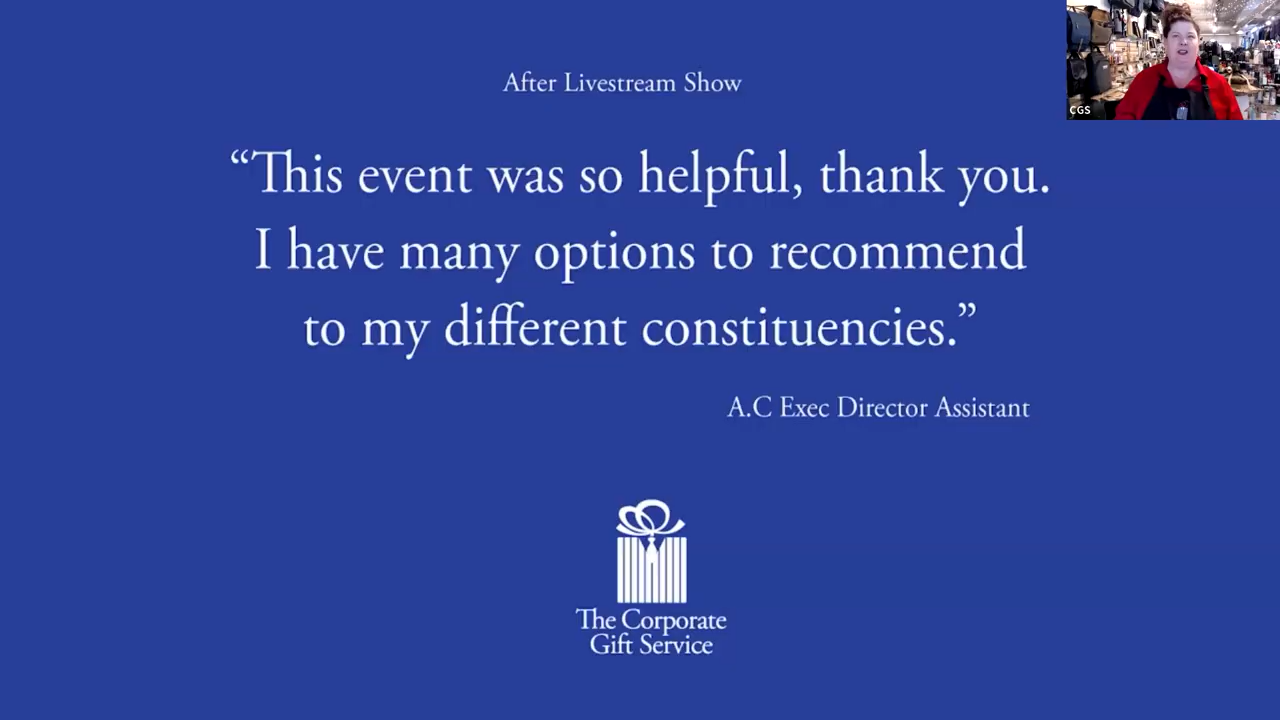 After Livestream Show
“This event was so helpful, thank you.
I have many options to recommend
to my different constituencies.”
A.C Exec Director Assistant
The Corporate
Gift Service
CGS